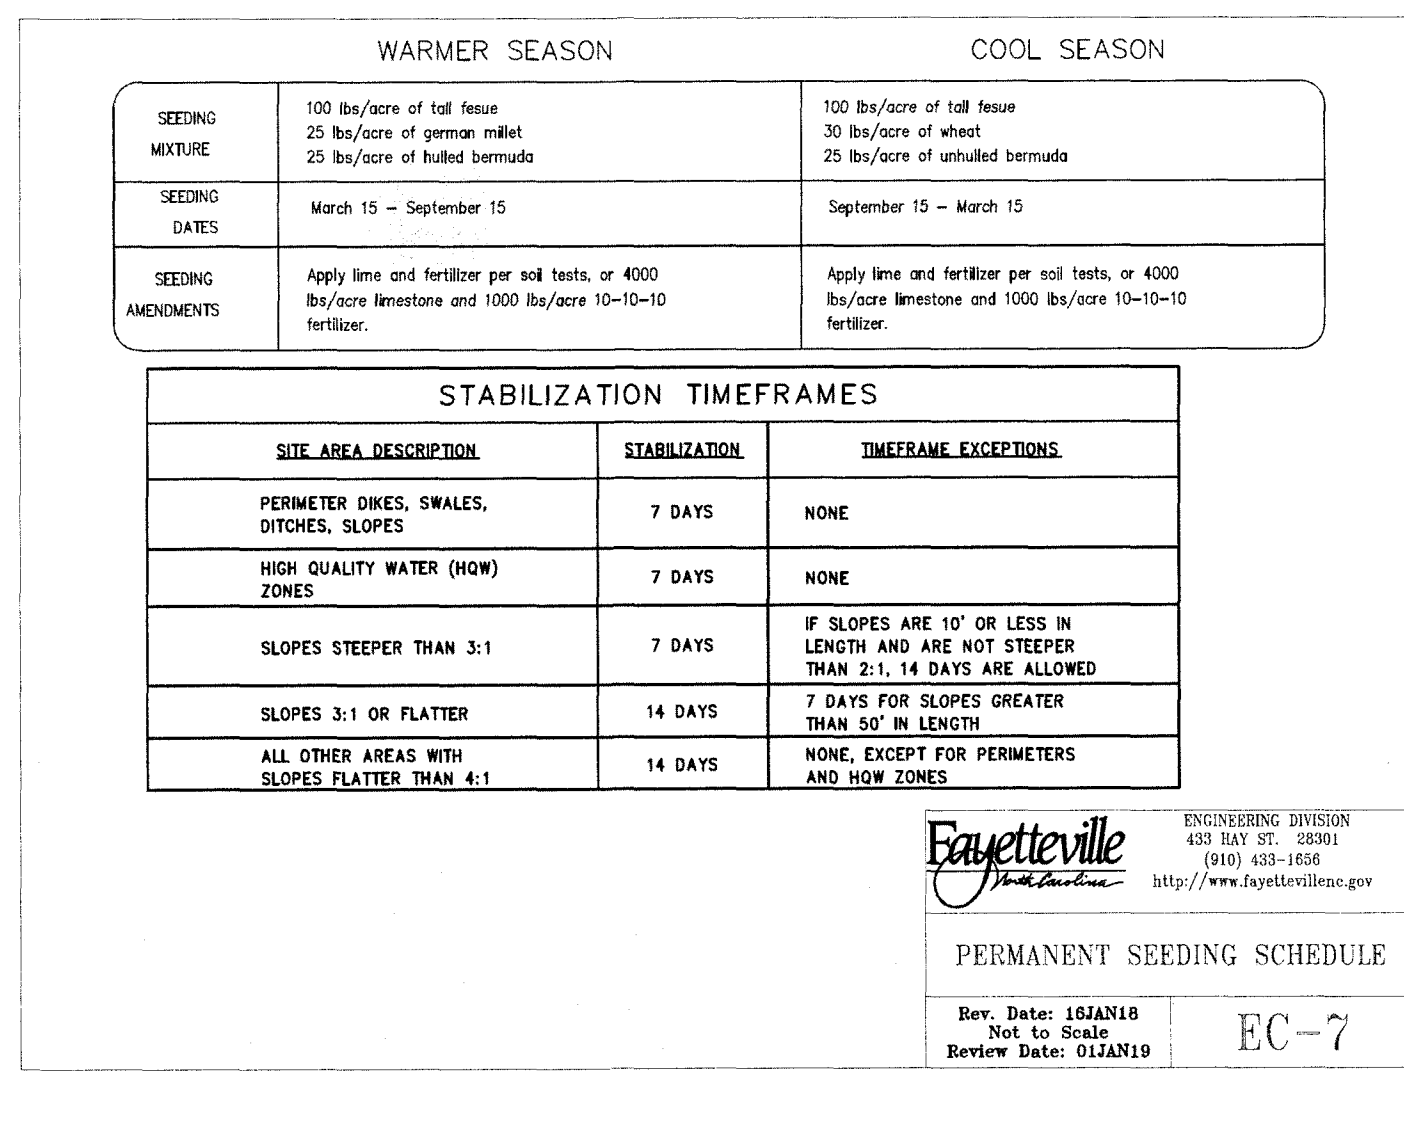 WARMER SEASON
COOL SEASON
SEEDING
MIXTURE
100 lbs/acre of tall fesue
25 lbs/acre of german millet
25 lbs/acre of hulled bermuda
100 lbs/acre of tall fesue
30 lbs/acre of wheat
25 lbs/acre of unhulled bermuda
SEEDING
DATES
March 15 – September 15
September 15 – March 15
SEEDING
AMENDMENTS
Apply lime and fertilizer per soil tests, or 4000
lbs/acre limestone and 1000 lbs/acre 10–10–10
fertilizer.
Apply lime and fertilizer per soil tests, or 4000
lbs/acre limestone and 1000 lbs/acre 10–10–10
fertilizer.
STABILIZATION TIMEFRAMES
SITE AREA DESCRIPTION
STABILIZATION
TIMEFRAME EXCEPTIONS
PERIMETER DIKES, SWALES,
DITCHES, SLOPES
7 DAYS
NONE
HIGH QUALITY WATER (HQW)
ZONES
7 DAYS
NONE
SLOPES STEEPER THAN 3:1
7 DAYS
IF SLOPES ARE 10' OR LESS IN
LENGTH AND ARE NOT STEEPER
THAN 2:1, 14 DAYS ARE ALLOWED
SLOPES 3:1 OR FLATTER
14 DAYS
7 DAYS FOR SLOPES GREATER
THAN 50' IN LENGTH
ALL OTHER AREAS WITH
SLOPES FLATTER THAN 4:1
14 DAYS
NONE, EXCEPT FOR PERIMETERS
AND HQW ZONES
Fayetteville
North Carolina
ENGINEERING DIVISION
433 HAY ST. 28301
(910) 433-1656
http://www.fayettevillenc.gov
PERMANENT SEEDING SCHEDULE
Rev. Date: 16JAN18
Not to Scale
Review Date: 01JAN19
EC-7